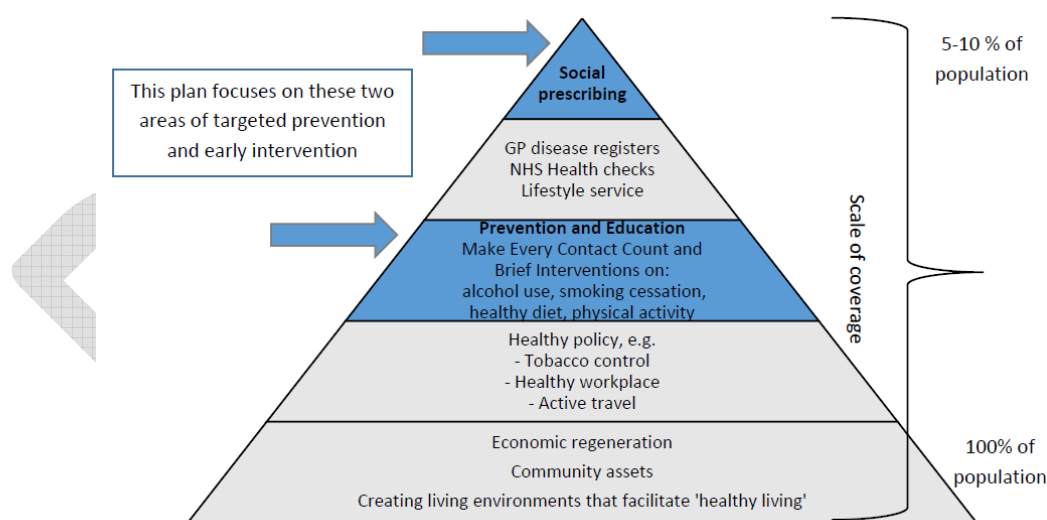 5-10 % of
population
Social
prescribing
This plan focuses on these two
areas of targeted prevention
and early intervention
GP disease registers
NHS Health checks
Lifestyle service
Scale of coverage
Prevention and Education
Make Every Contact Count and
Brief Interventions on:
alcohol use, smoking cessation,
healthy diet, physical activity
Healthy policy, e.g.
- Tobacco control
- Healthy workplace
- Active travel
Economic regeneration
Community assets
Creating living environments that facilitate 'healthy living'
100% of
population